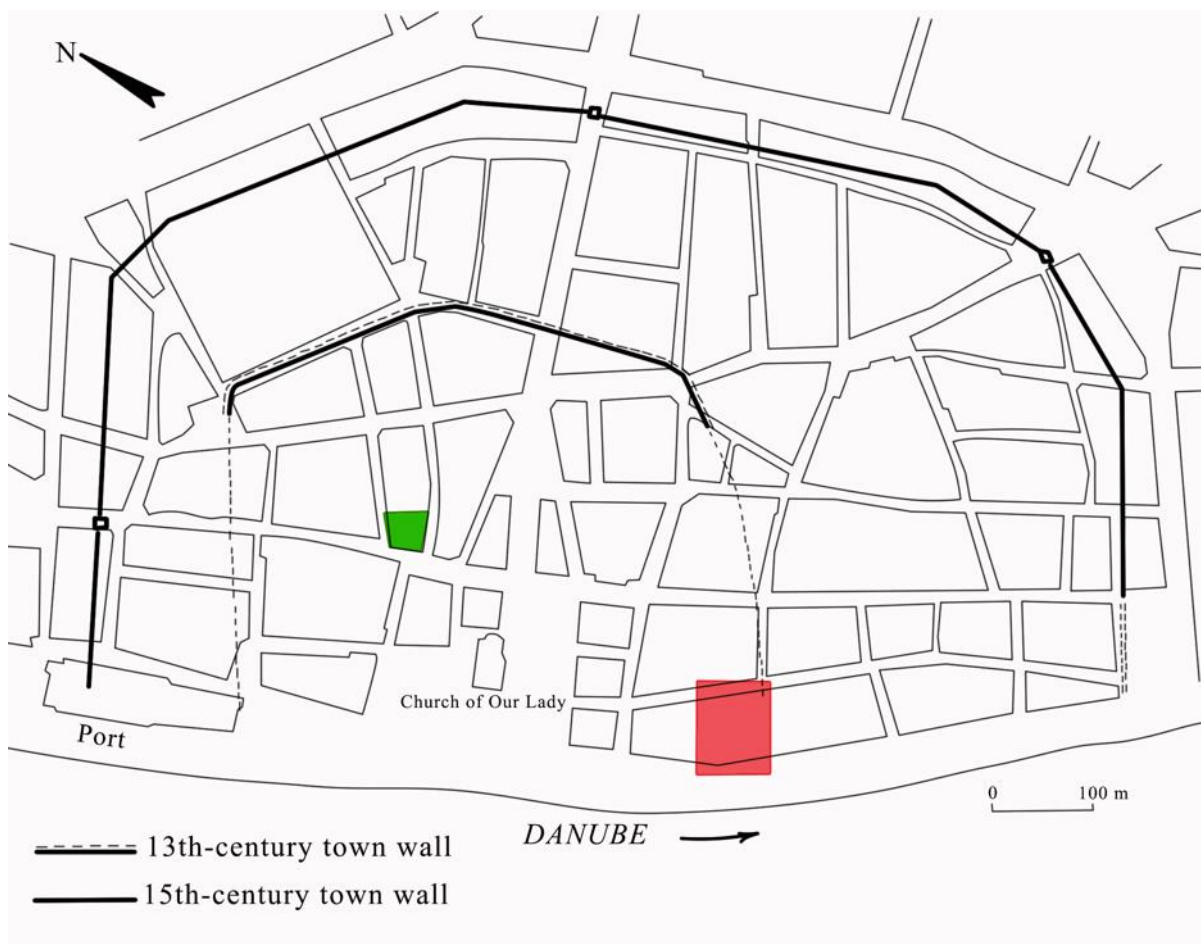 N
Church of Our Lady
Port
0 100 m
DANUBE
13th-century town wall
15th-century town wall